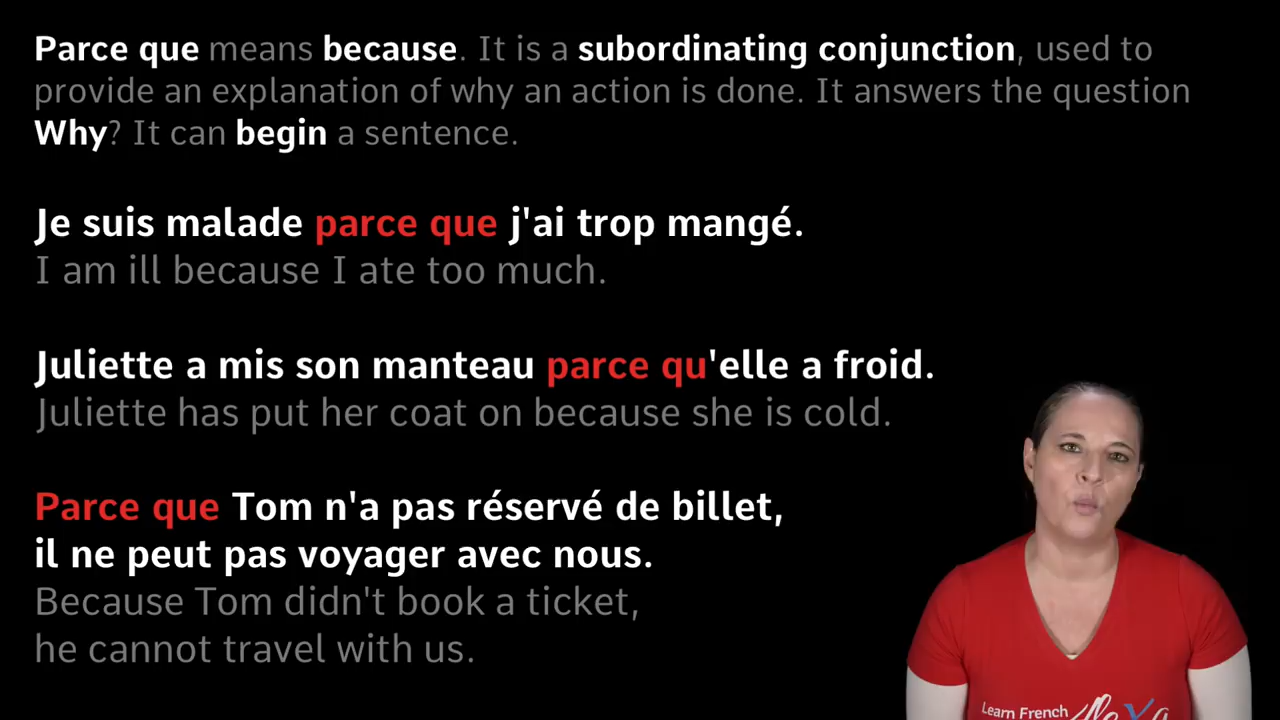 Parce que means because. It is a subordinating conjunction, used to
provide an explanation of why an action is done. It answers the question
Why? It can begin a sentence.
Je suis malade parce que j'ai trop mangé.
I am ill because I ate too much.
Juliette a mis son manteau parce qu'elle a froid.
Juliette has put her coat on because she is cold.
Parce que Tom n'a pas réservé de billet,
il ne peut pas voyager avec nous.
Because Tom didn't book a ticket,
he cannot travel with us.
Learn French